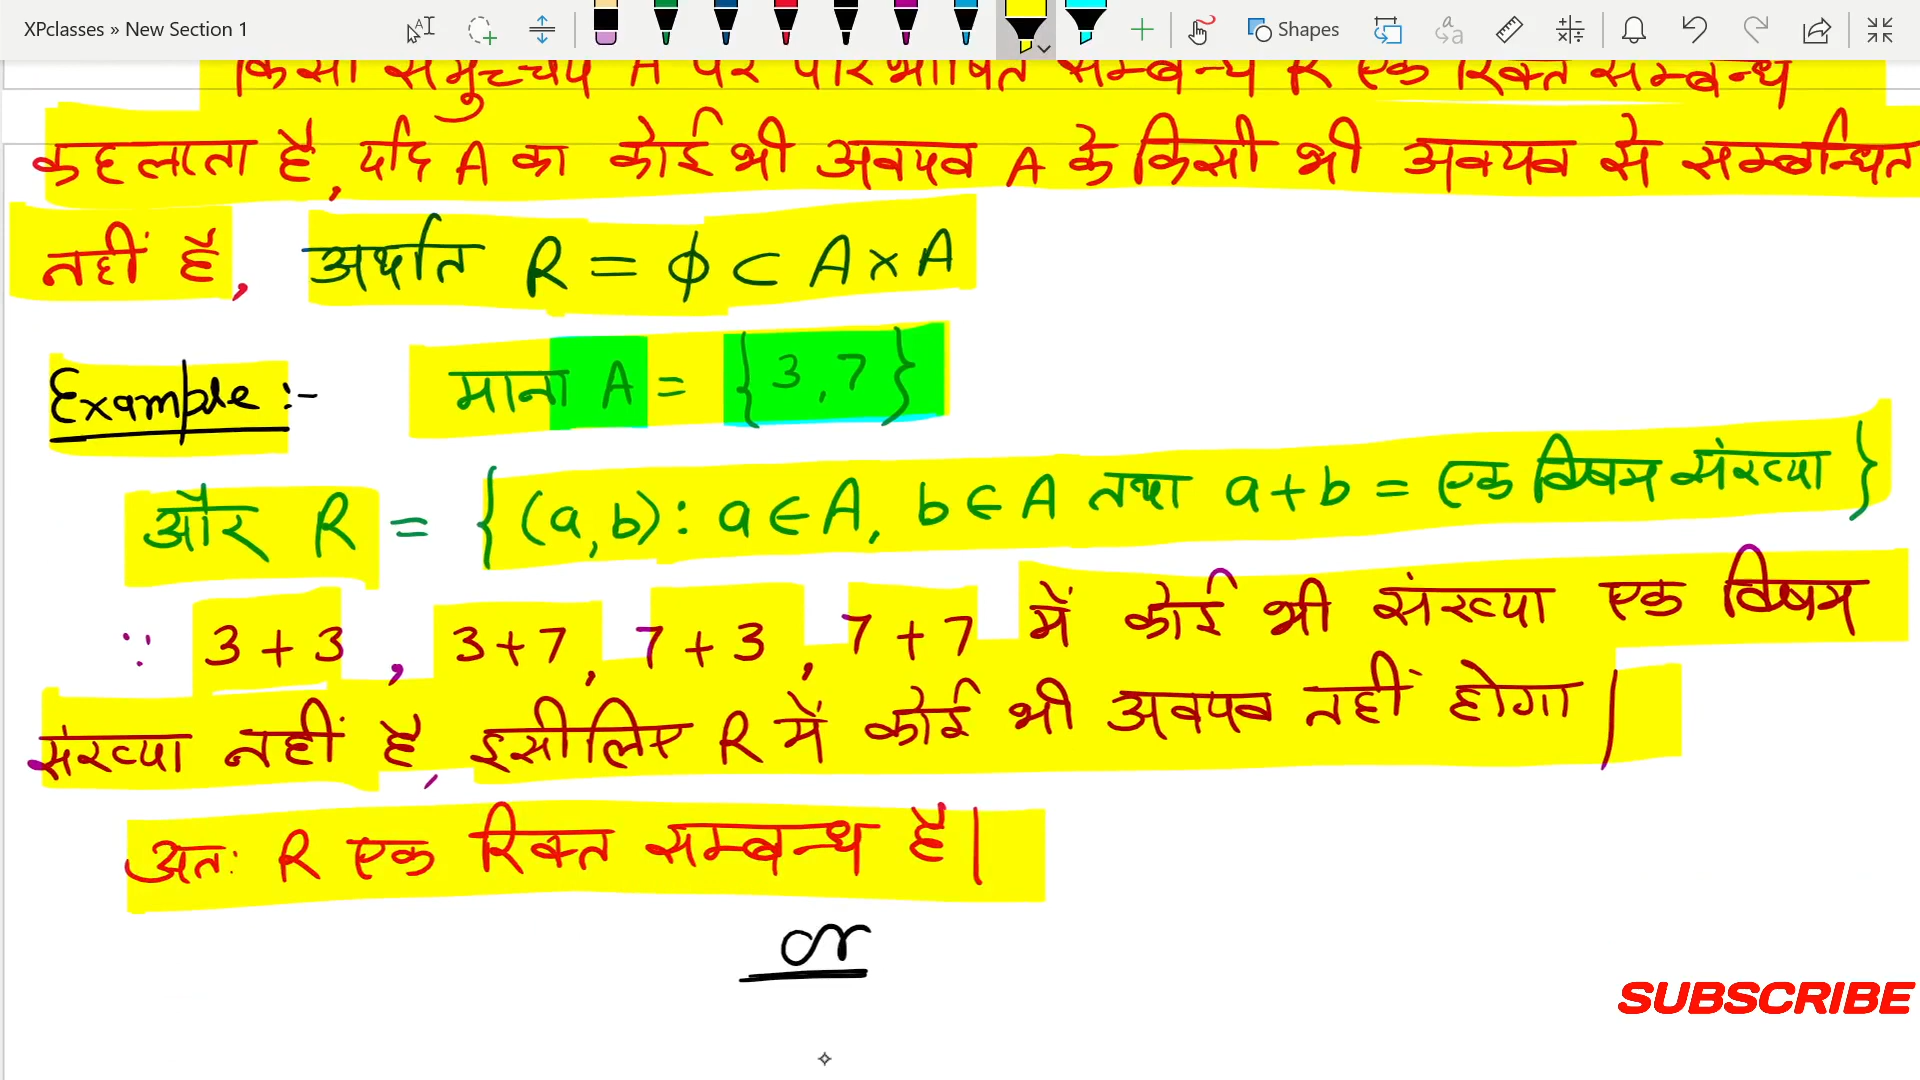 XPclasses » New Section 1
Shapes
किसी समुच्चय A पर परिभाषित सम्बन्ध R एक रिक्त सम्बन्ध
कहलाता है, यदि A का कोई भी अवयव A के किसी भी अवयव से सम्बन्धित
नहीं है, अर्थात R = ϕ ⊂ A × A
Example :- माना A = {3,7}
और R = {(a,b): a ∈ A, b ∈ A तथा a + b = एक विषम संख्या}
∵ 3 + 3, 3 + 7, 7 + 3, 7 + 7 में कोई भी संख्या एक विषम
संख्या नहीं है, इसीलिए R में कोई भी अवयव नहीं होगा |
अतः R एक रिक्त सम्बन्ध है |
or
SUBSCRIBE